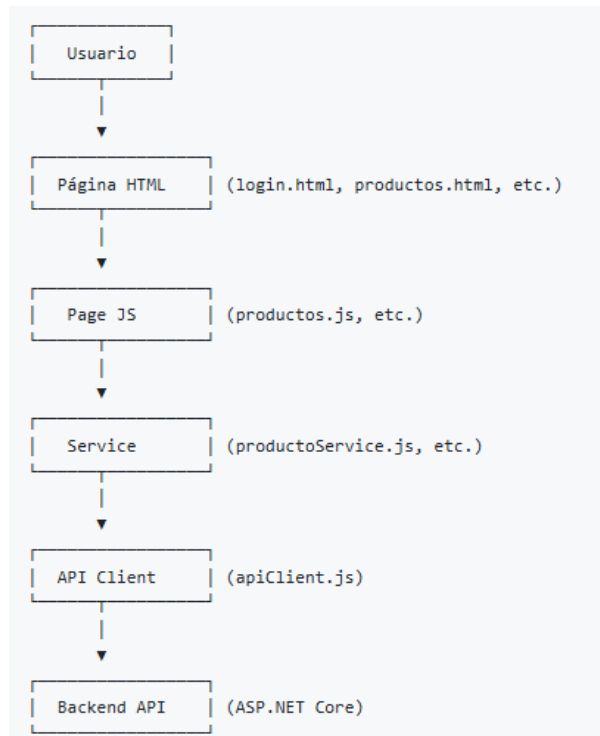 Usuario
Página HTML (login.html, productos.html, etc.)
Page JS (productos.js, etc.)
Service (productoService.js, etc.)
API Client (apiClient.js)
Backend API (ASP.NET Core)